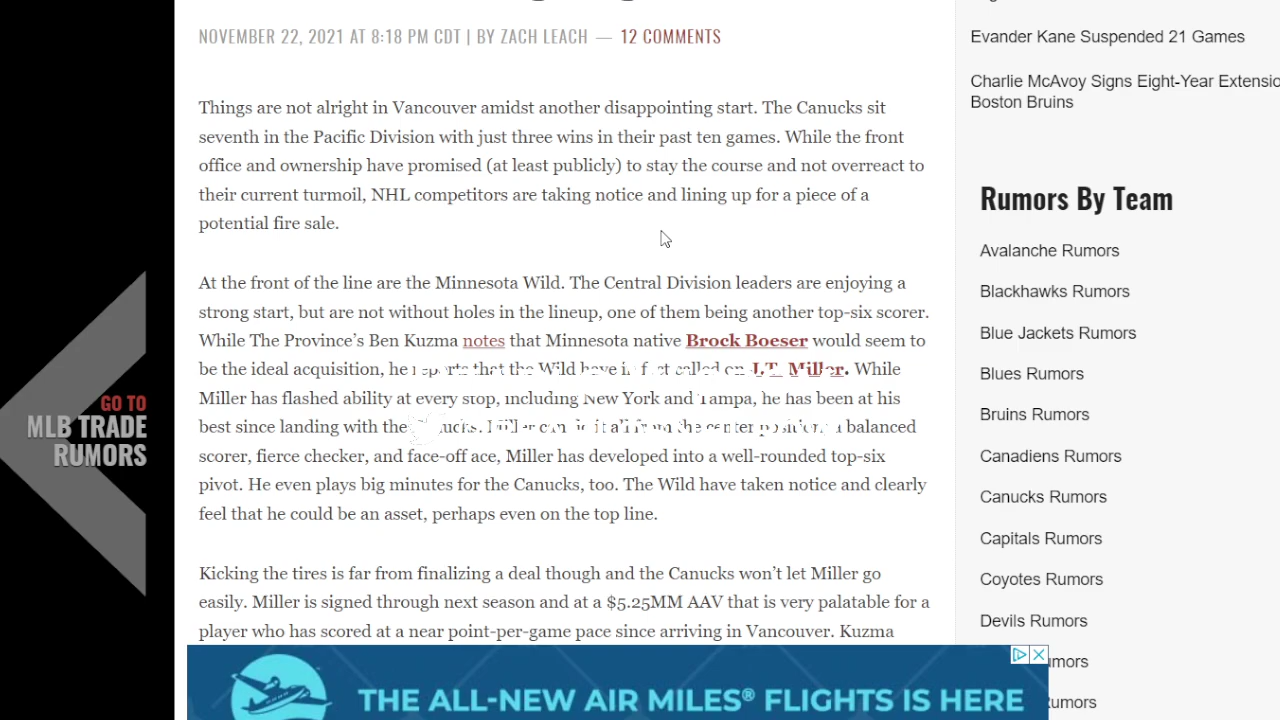 NOVEMBER 22, 2021 AT 8:18 PM CDT | BY ZACH LEACH — 12 COMMENTS
Things are not alright in Vancouver amidst another disappointing start. The Canucks sit
seventh in the Pacific Division with just three wins in their past ten games. While the front
office and ownership have promised (at least publicly) to stay the course and not overreact to
their current turmoil, NHL competitors are taking notice and lining up for a piece of a
potential fire sale.
At the front of the line are the Minnesota Wild. The Central Division leaders are enjoying a
strong start, but are not without holes in the lineup, one of them being another top-six scorer.
While The Province’s Ben Kuzma notes that Minnesota native Brock Boeser would seem to
be the ideal acquisition, he reports that the Wild have in fact called on J.T. Miller. While
Miller has flashed ability at every stop, including New York and Tampa, he has been at his
best since landing with the Canucks. Miller can do it all from the center position, a balanced
scorer, fierce checker, and face-off ace, Miller has developed into a well-rounded top-six
pivot. He even plays big minutes for the Canucks, too. The Wild have taken notice and clearly
feel that he could be an asset, perhaps even on the top line.
Kicking the tires is far from finalizing a deal though and the Canucks won’t let Miller go
easily. Miller is signed through next season and at a $5.25MM AAV that is very palatable for a
player who has scored at a near point-per-game pace since arriving in Vancouver. Kuzma
GO TO
MLB TRADE
RUMORS
Evander Kane Suspended 21 Games
Charlie McAvoy Signs Eight-Year Extensio
Boston Bruins
Rumors By Team
Avalanche Rumors
Blackhawks Rumors
Blue Jackets Rumors
Blues Rumors
Bruins Rumors
Canadiens Rumors
Canucks Rumors
Capitals Rumors
Coyotes Rumors
Devils Rumors
umors
umors
THE ALL-NEW AIR MILES® FLIGHTS IS HERE